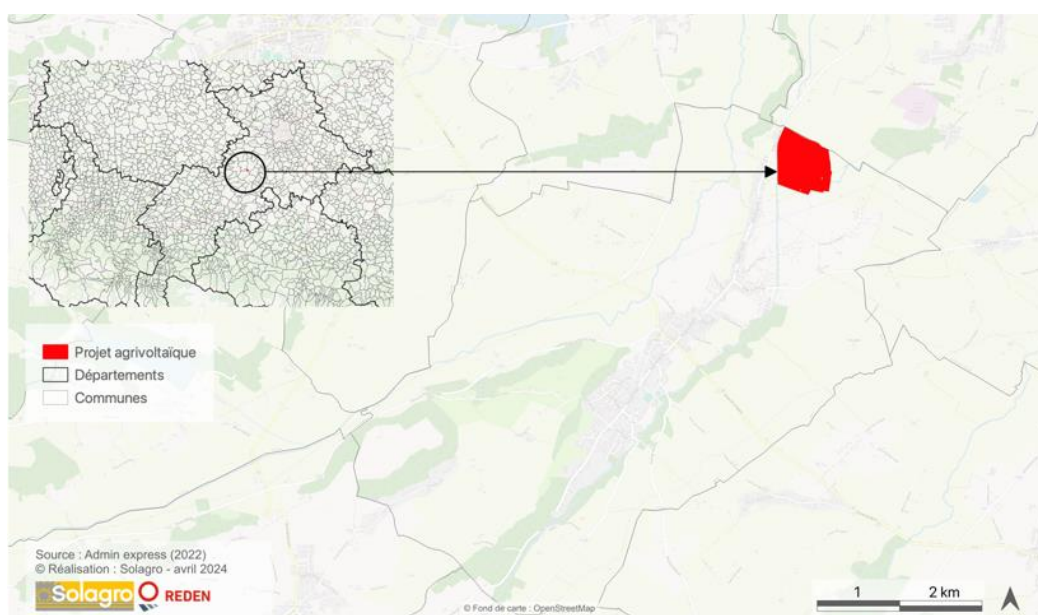 Projet agrivoltaïque
Départements
Communes
Source : Admin express (2022)
© Réalisation : Solagro - avril 2024
Solagro REDEN
© Fond de carte : OpenStreetMap
1 2 km